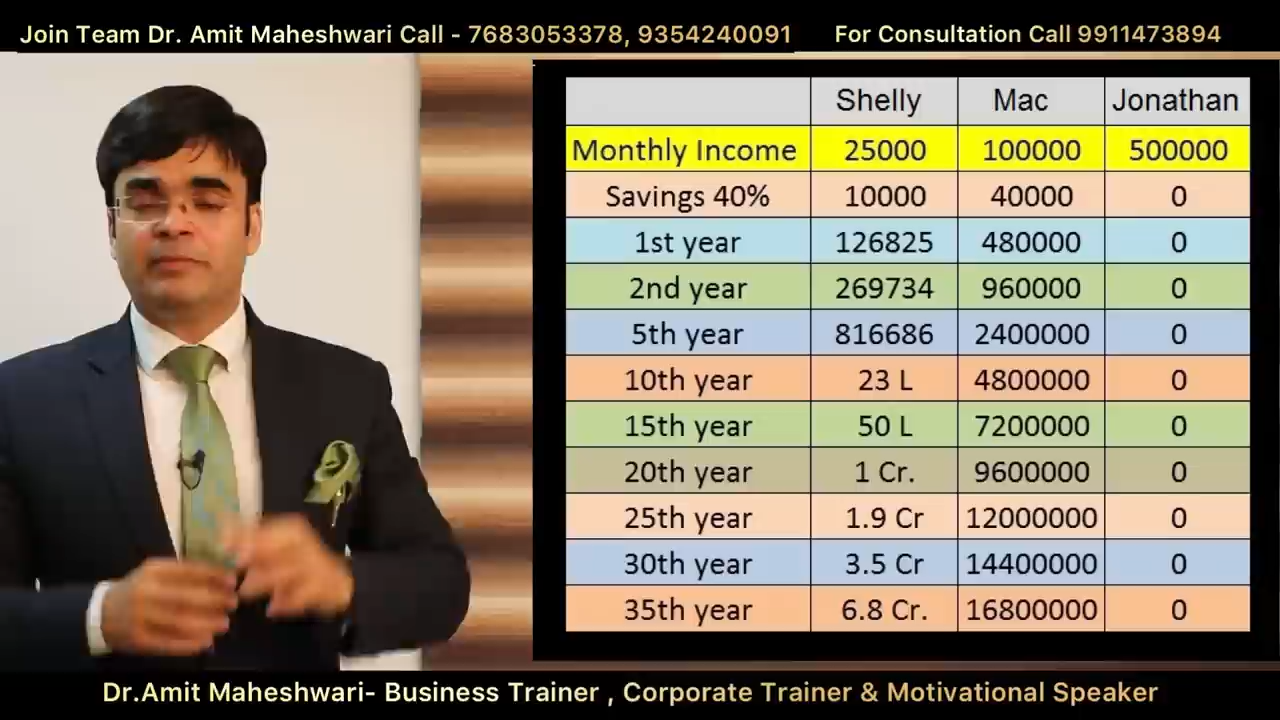 Join Team Dr. Amit Maheshwari Call - 7683053378, 9354240091 For Consultation Call 9911473894
Shelly Mac Jonathan
Monthly Income 25000 100000 500000
Savings 40% 10000 40000 0
1st year 126825 480000 0
2nd year 269734 960000 0
5th year 816686 2400000 0
10th year 23 L 4800000 0
15th year 50 L 7200000 0
20th year 1 Cr. 9600000 0
25th year 1.9 Cr 12000000 0
30th year 3.5 Cr 14400000 0
35th year 6.8 Cr. 16800000 0
Dr.Amit Maheshwari- Business Trainer , Corporate Trainer & Motivational Speaker